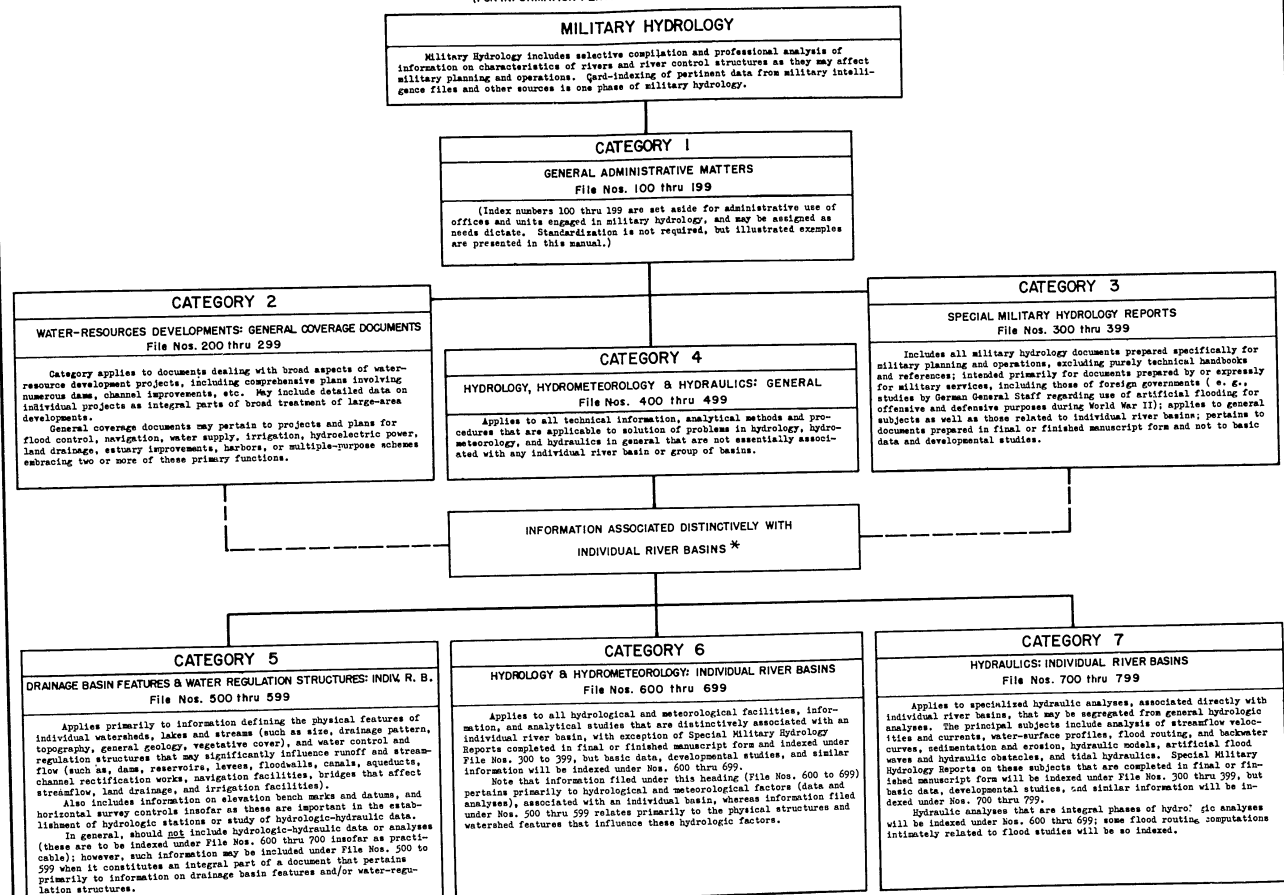 MILITARY HYDROLOGY
Military Hydrology includes selective compilation and professional analysis of
information on characteristics of rivers and river control structures as they may affect
military planning and operations. Card-indexing of pertinent data from military intelli-
gence files and other sources is one phase of military hydrology.
CATEGORY 1
GENERAL ADMINISTRATIVE MATTERS
File Nos. 100 thru 199
(Index numbers 100 thru 199 are set aside for administrative use of
offices and units engaged in military hydrology, and may be assigned as
needs dictate. Standardization is not required, but illustrated examples
are presented in this manual.)
CATEGORY 2
WATER-RESOURCES DEVELOPMENTS: GENERAL COVERAGE DOCUMENTS
File Nos. 200 thru 299
Category applies to documents dealing with broad aspects of water-
resource development projects, including comprehensive plans involving
numerous dams, channel improvements, etc. May include detailed data on
individual projects as integral parts of broad treatment of large-area
developments.
General coverage documents may pertain to projects and plans for
flood control, navigation, water supply, irrigation, hydroelectric power,
land drainage, estuary improvements, harbors, or multiple-purpose schemes
embracing two or more of these primary functions.
CATEGORY 4
HYDROLOGY, HYDROMETEOROLOGY & HYDRAULICS: GENERAL
File Nos. 400 thru 499
Applies to all technical information, analytical methods and pro-
cedures that are applicable to solution of problems in hydrology, hydro-
meteorology, and hydraulics in general that are not essentially associ-
ated with any individual river basin or group of basins.
CATEGORY 3
SPECIAL MILITARY HYDROLOGY REPORTS
File Nos. 300 thru 399
Includes all military hydrology documents prepared specifically for
military planning and operations, excluding purely technical handbooks
and references; intended primarily for documents prepared by or expressly
for military services, including those of foreign governments ( e. g.,
studies by German General Staff regarding use of artificial flooding for
offensive and defensive purposes during World War II); applies to general
subjects as well as those related to individual river basins; pertains to
documents prepared in final or finished manuscript form and not to basic
data and developmental studies.
INFORMATION ASSOCIATED DISTINCTIVELY WITH
INDIVIDUAL RIVER BASINS *
CATEGORY 5
DRAINAGE BASIN FEATURES & WATER REGULATION STRUCTURES: INDIV. R. B.
File Nos. 500 thru 599
Applies primarily to information defining the physical features of
individual watersheds, lakes and streams (such as size, drainage pattern,
topography, general geology, vegetative cover), and water control and
regulation structures that may significantly influence runoff and stream-
flow (such as, dams, reservoirs, levees, floodwalls, canals, aqueducts,
channel rectification works, navigation facilities, bridges that affect
streamflow, land drainage, and irrigation facilities).
Also includes information on elevation bench marks and datums, and
horizontal survey controls insofar as these are important in the estab-
lishment of hydrologic stations or study of hydrologic-hydraulic data.
In general, should not include hydrologic-hydraulic data or analyses
(these are to be indexed under File Nos. 600 thru 700 insofar as practi-
cable); however, such information may be included under File Nos. 500 to
599 when it constitutes an integral part of a document that pertains
primarily to information on drainage basin features and/or water-regu-
lation structures.
CATEGORY 6
HYDROLOGY & HYDROMETEOROLOGY: INDIVIDUAL RIVER BASINS
File Nos. 600 thru 699
Applies to all hydrological and meteorological facilities, infor-
mation, and analytical studies that are distinctively associated with an
individual river basin, with exception of Special Military Hydrology
Reports completed in final or finished manuscript form and indexed under
File Nos. 300 to 399, but basic data, developmental studies, and similar
information will be indexed under Nos. 600 thru 699.
Note that information filed under this heading (File Nos. 600 to 699)
pertains primarily to hydrological and meteorological factors (data and
analyses), associated with an individual basin, whereas information filed
under Nos. 500 thru 599 relates primarily to the physical structures and
watershed features that influence these hydrologic factors.
CATEGORY 7
HYDRAULICS: INDIVIDUAL RIVER BASINS
File Nos. 700 thru 799
Applies to specialized hydraulic analyses, associated directly with
individual river basins, that may be segregated from general hydrologic
analyses. The principal subjects include analysis of streamflow veloc-
ities and currents, water-surface profiles, flood routing, and backwater
curves, sedimentation and erosion, hydraulic models, artificial flood
waves and hydraulic obstacles, and tidal hydraulics. Special Military
Hydrology Reports on these subjects that are completed in final or fin-
ished manuscript form will be indexed under File Nos. 300 thru 399, but
basic data, developmental studies, and similar information will be in-
dexed under Nos. 700 thru 799.
Hydraulic analyses that are integral phases of hydro gic analyses
will be indexed under Nos. 600 thru 699; some flood routing computations
intimately related to flood studies will be so indexed.